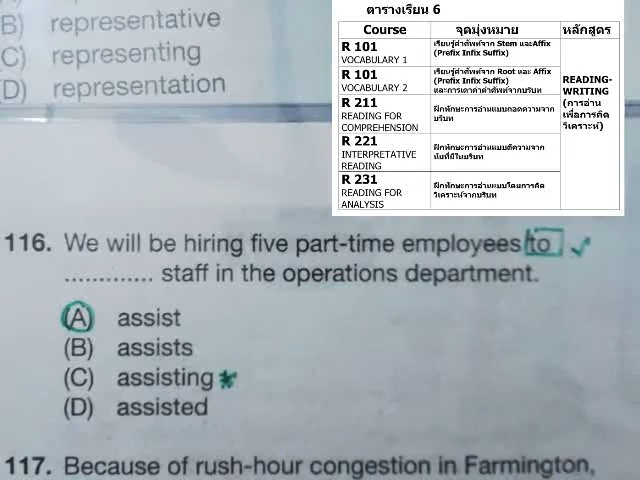 B) representative
C) representing
D) representation
ตารางเรียน 6
Course จุดมุ่งหมาย หลักสูตร
R 101
VOCABULARY 1
เรียนรู้คำศัพท์จาก Stem และAffix
(Prefix Infix Suffix)
R 101
VOCABULARY 2
เรียนรู้คำศัพท์จาก Root และ Affix
(Prefix Infix Suffix)
และการเดาค่าคำศัพท์จากบริบท
R 211
READING FOR
COMPREHENSION
ฝึกทักษะการอ่านแบบถอดความจาก
บริบท
R 221
INTERPRETATIVE
READING
ฝึกทักษะการอ่านแบบตีความจาก
R 231
READING FOR
ANALYSIS
ฝึกทักษะการอ่านแบบโดยการคิด
วิเคราะห์จากบริบท
READING-
WRITING
(การอ่าน
เพื่อการคิด
วิเคราะห์)
116. We will be hiring five part-time employees to
............. staff in the operations department.
(A) assist
(B) assists
(C) assisting
(D) assisted
117. Because of rush-hour congestion in Farmington,